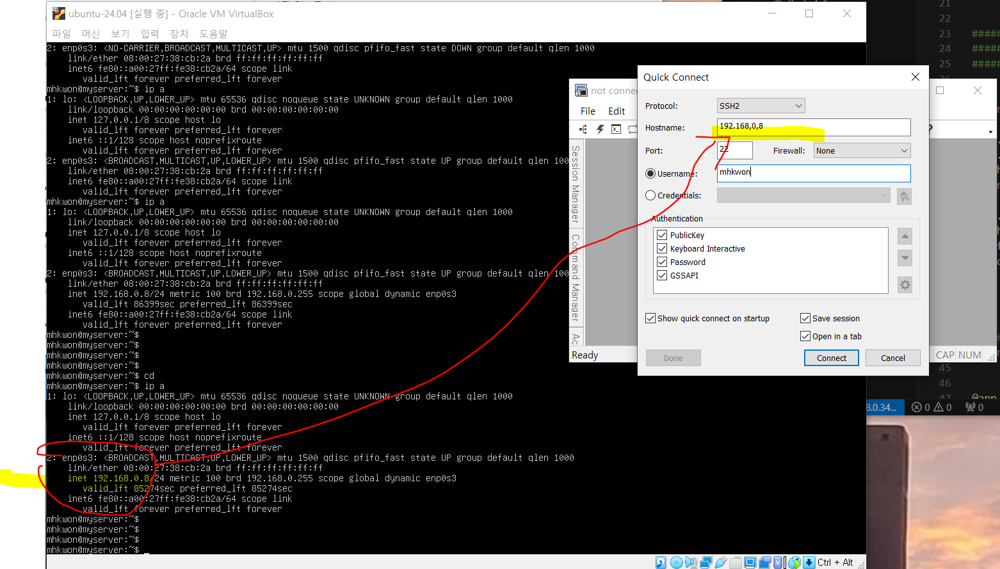 ubuntu-24.04 [실행 중] - Oracle VM VirtualBox
파일 머신 보기 입력 장치 도움말
2: enp0s3: <NO-CARRIER,BROADCAST,MULTICAST,UP> mtu 1500 qdisc pfifo_fast state DOWN group default qlen 1000
link/ether 08:00:27:38:cb:2a brd ff:ff:ff:ff:ff:ff
inet6 fe80::a00:27ff:fe38:cb2a/64 scope link
valid_lft forever preferred_lft forever
mhkwon@myserver:~$ ip a
1: lo: <LOOPBACK,UP,LOWER_UP> mtu 65536 qdisc noqueue state UNKNOWN group default qlen 1000
link/loopback 00:00:00:00:00:00 brd 00:00:00:00:00:00
inet 127.0.0.1/8 scope host lo
valid_lft forever preferred_lft forever
inet6 ::1/128 scope host noprefixroute
valid_lft forever preferred_lft forever
2: enp0s3: <BROADCAST,MULTICAST,UP,LOWER_UP> mtu 1500 qdisc pfifo_fast state UP group default qlen 100
link/ether 08:00:27:38:cb:2a brd ff:ff:ff:ff:ff:ff
inet6 fe80::a00:27ff:fe38:cb2a/64 scope link
valid_lft forever preferred_lft forever
mhkwon@myserver:~$ ip a
1: lo: <LOOPBACK,UP,LOWER_UP> mtu 65536 qdisc noqueue state UNKNOWN group default qlen 1000
link/loopback 00:00:00:00:00:00 brd 00:00:00:00:00:00
inet 127.0.0.1/8 scope host lo
valid_lft forever preferred_lft forever
inet6 ::1/128 scope host noprefixroute
valid_lft forever preferred_lft forever
2: enp0s3: <BROADCAST,MULTICAST,UP,LOWER_UP> mtu 1500 qdisc pfifo_fast state UP group default qlen 100
link/ether 08:00:27:38:cb:2a brd ff:ff:ff:ff:ff:ff
inet 192.168.0.8/24 metric 100 brd 192.168.0.255 scope global dynamic enp0s3
valid_lft 86399sec preferred_lft 86399sec
inet6 fe80::a00:27ff:fe38:cb2a/64 scope link
valid_lft forever preferred_lft forever
mhkwon@myserver:~$
mhkwon@myserver:~$
mhkwon@myserver:~$
mhkwon@myserver:~$
mhkwon@myserver:~$ cd
mhkwon@myserver:~$ ip a
1: lo: <LOOPBACK,UP,LOWER_UP> mtu 65536 qdisc noqueue state UNKNOWN group default qlen 1000
link/loopback 00:00:00:00:00:00 brd 00:00:00:00:00:00
inet 127.0.0.1/8 scope host lo
valid_lft forever preferred_lft forever
inet6 ::1/128 scope host noprefixroute
valid_lft forever preferred_lft forever
2: enp0s3: <BROADCAST,MULTICAST,UP,LOWER_UP> mtu 1500 qdisc pfifo_fast state UP group default qlen 1000
link/ether 08:00:27:38:cb:2a brd ff:ff:ff:ff:ff:ff
inet 192.168.0.8/24 metric 100 brd 192.168.0.255 scope global dynamic enp0s3
valid_lft 85274sec preferred_lft 85274sec
inet6 fe80::a00:27ff:fe38:cb2a/64 scope link
valid_lft forever preferred_lft forever
mhkwon@myserver:~$
mhkwon@myserver:~$
mhkwon@myserver:~$
mhkwon@myserver:~$ _
Ctrl + Alt
not connec
File Edit
Session Manager
Command Manager
Ac
Ready
CAP NUM
Quick Connect
Protocol: SSH2
Hostname: 192.168,0,8
Port: 22 Firewall: None
Username: mhkwon
Credentials:
Authentication
PublicKey
Keyboard Interactive
Password
GSSAPI
Show quick connect on startup Save session
Open in a tab
Done Connect Cancel
21
22
23 #####
24 #####
25 #####
45
46
47 @app
8.0.34... 0 0 0